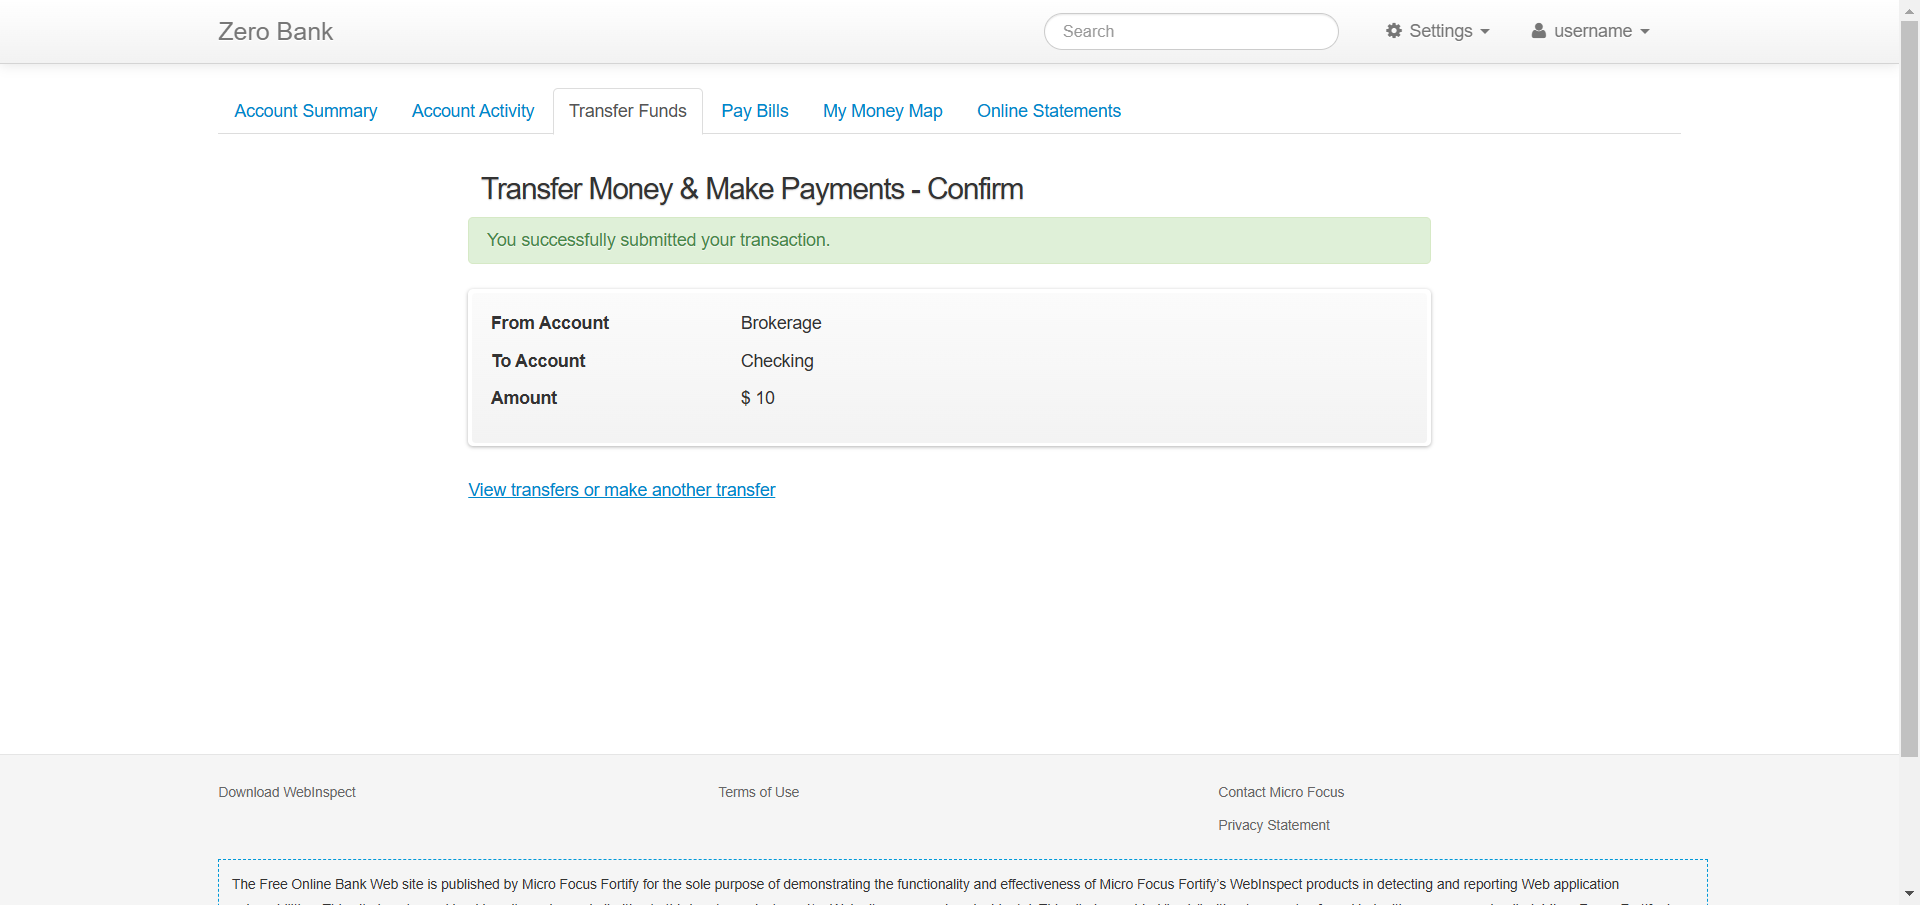 Zero Bank
Search
Settings
username
Account Summary
Account Activity
Transfer Funds
Pay Bills
My Money Map
Online Statements
Transfer Money & Make Payments - Confirm
You successfully submitted your transaction.
From Account Brokerage
To Account Checking
Amount $ 10
View transfers or make another transfer
Download WebInspect
Terms of Use
Contact Micro Focus
Privacy Statement
The Free Online Bank Web site is published by Micro Focus Fortify for the sole purpose of demonstrating the functionality and effectiveness of Micro Focus Fortify's WebInspect products in detecting and reporting Web application